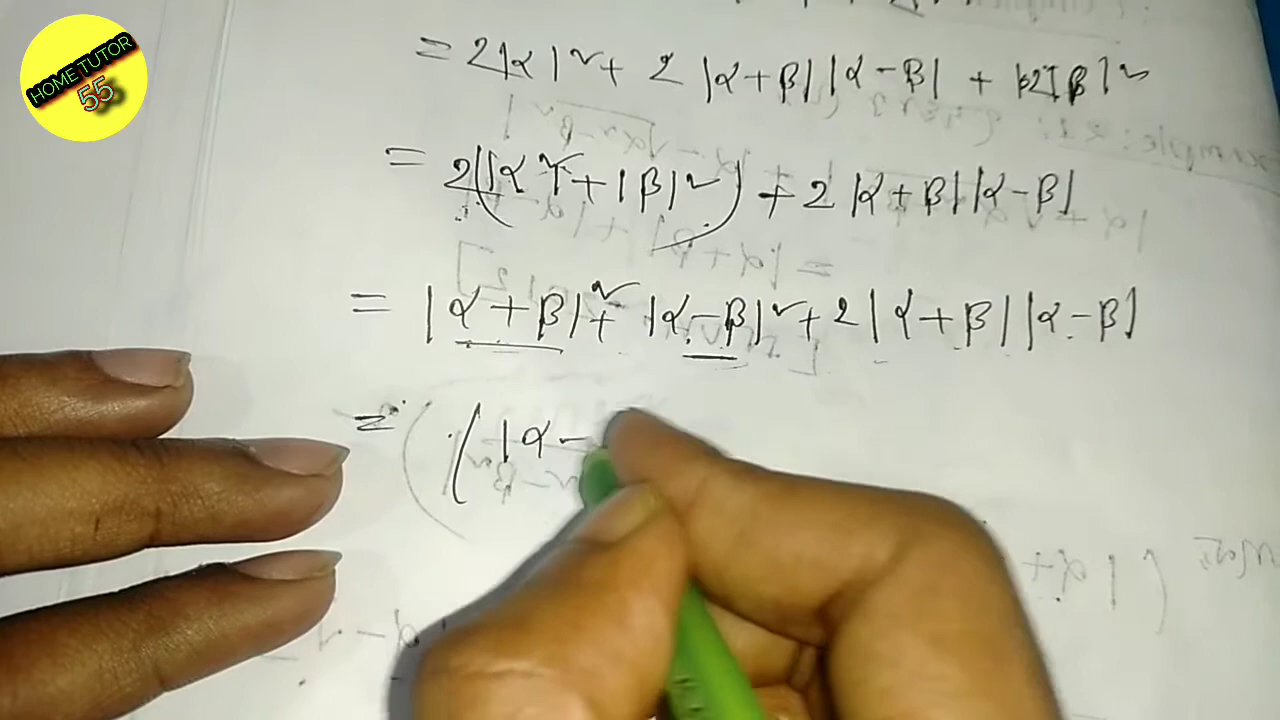 HOME TUTOR
55
= 2|α|² + 2 |α+β||α-β| + 2|β|²
= 2(|α|² + |β|²) + 2 |α+β||α-β|
= |α+β|² + |α-β|² + 2|α+β||α-β|
= (|α-